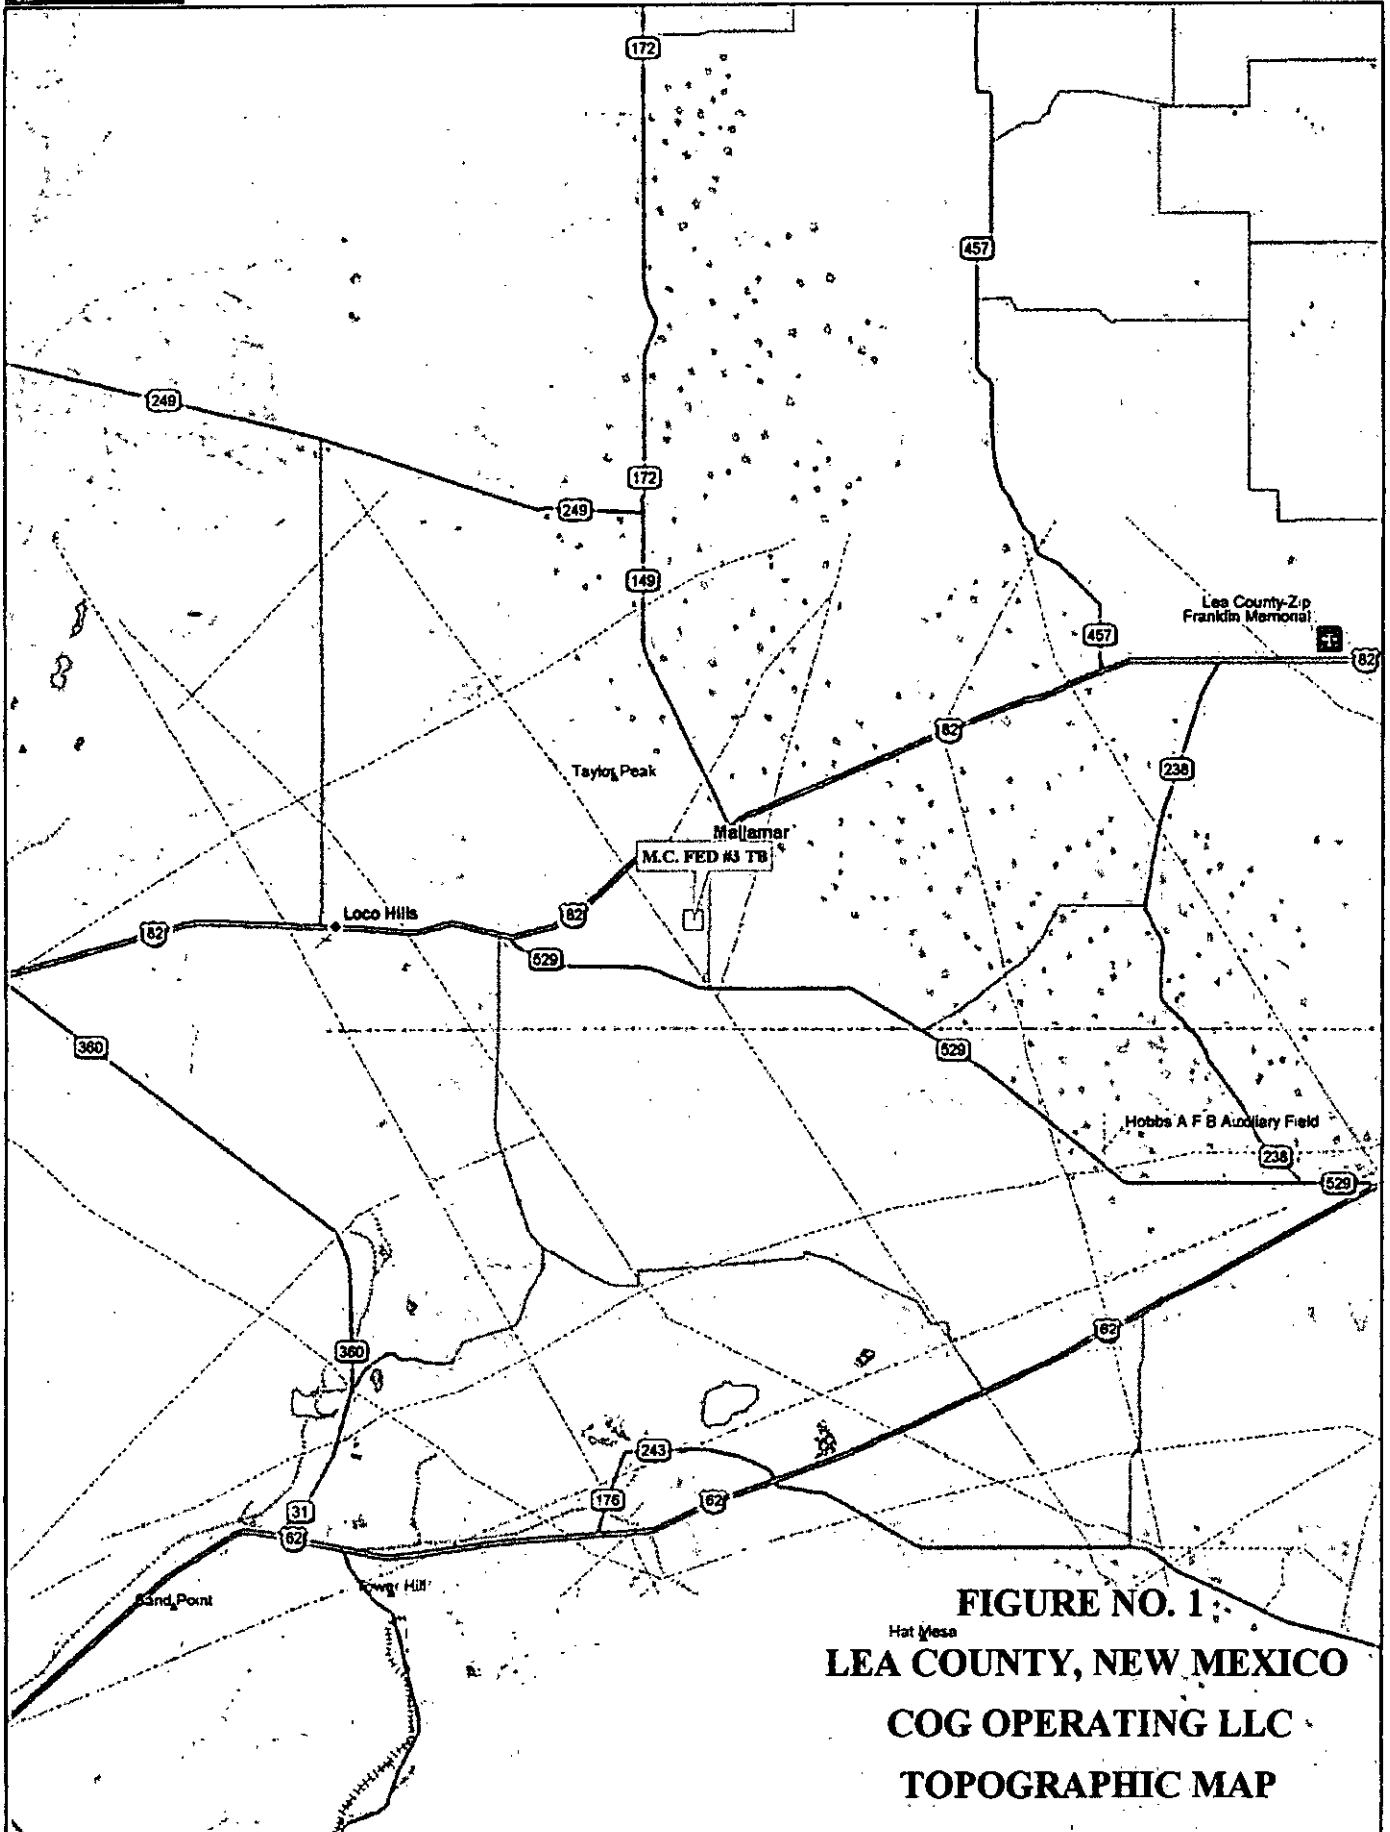 172
457
249
172
249
149
Lea County-Zip
Franklin Memorial
457
82
82
238
Taylor Peak
Maljamar
M.C. FED #3 TB
Loco Hills
82
82
529
360
529
Hobbs A F B Auxiliary Field
238
529
62
360
243
176
62
31
62
Tower Hill
Sand Point
FIGURE NO. 1
Hat Mesa
LEA COUNTY, NEW MEXICO
COG OPERATING LLC
TOPOGRAPHIC MAP